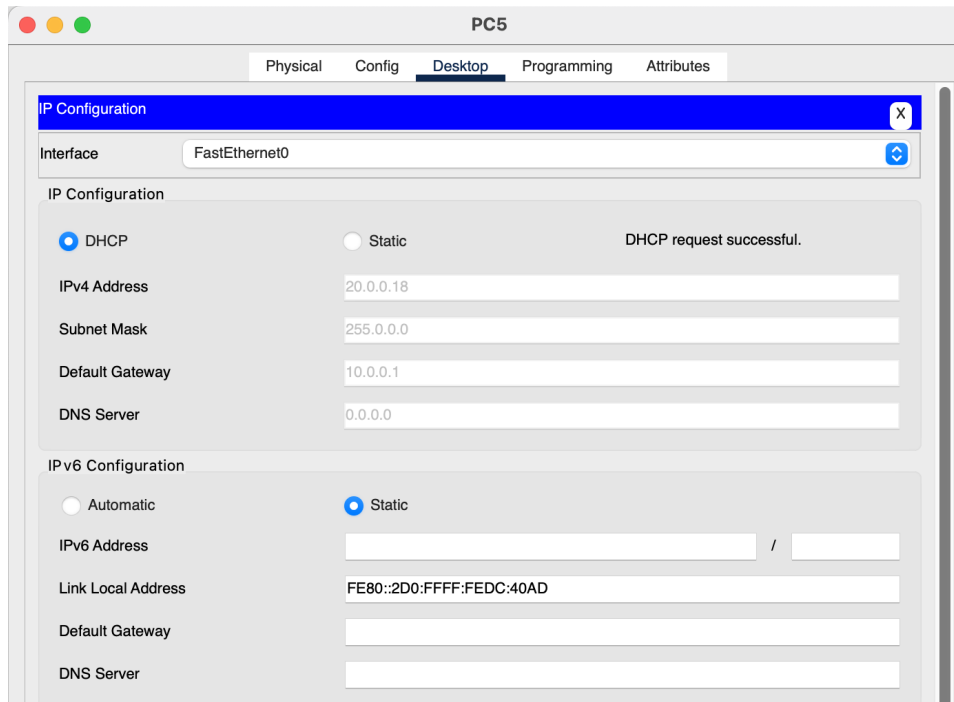 PC5
Physical Config Desktop Programming Attributes
IP Configuration X
Interface FastEthernet0
IP Configuration
DHCP Static DHCP request successful.
IPv4 Address 20.0.0.18
Subnet Mask 255.0.0.0
Default Gateway 10.0.0.1
DNS Server 0.0.0.0
IPv6 Configuration
Automatic Static
IPv6 Address /
Link Local Address FE80::2D0:FFFF:FEDC:40AD
Default Gateway
DNS Server